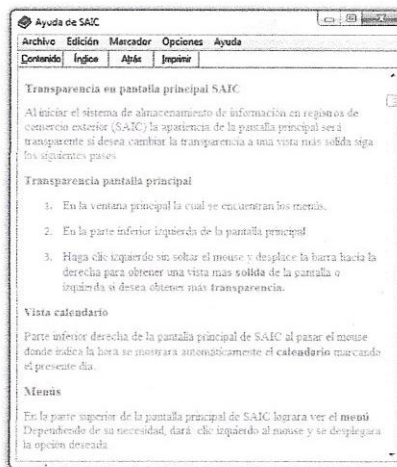 Ayuda de SAIC
Archivo Edición Marcador Opciones Ayuda
Contenido Índice Atrás Imprimir
Transparencia en pantalla principal SAIC
Al iniciar el sistema de almacenamiento de información en registros de
comercio exterior (SAIC) la apariencia de la pantalla principal será
transparente si desea cambiar la transparencia a una vista más solida siga
los siguientes pasos
Transparencia pantalla principal
1. En la ventana principal la cual se encuentran los menús.
2. En la parte inferior izquierda de la pantalla principal
3. Haga clic izquierdo sin soltar el mouse y desplace la barra hacia la
derecha para obtener una vista mas solida de la pantalla o
izquierda si desea obtener más transparencia.
Vista calendario
Parte inferior derecha de la pantalla principal de SAIC al pasar el mouse
donde indica la hora se mostrara automáticamente el calendario marcando
el presente día.
Menús
En la parte superior de la pantalla principal de SAIC lograra ver el menú
Dependiendo de su necesidad, dará clic izquierdo al mouse y se desplegara
la opción deseada